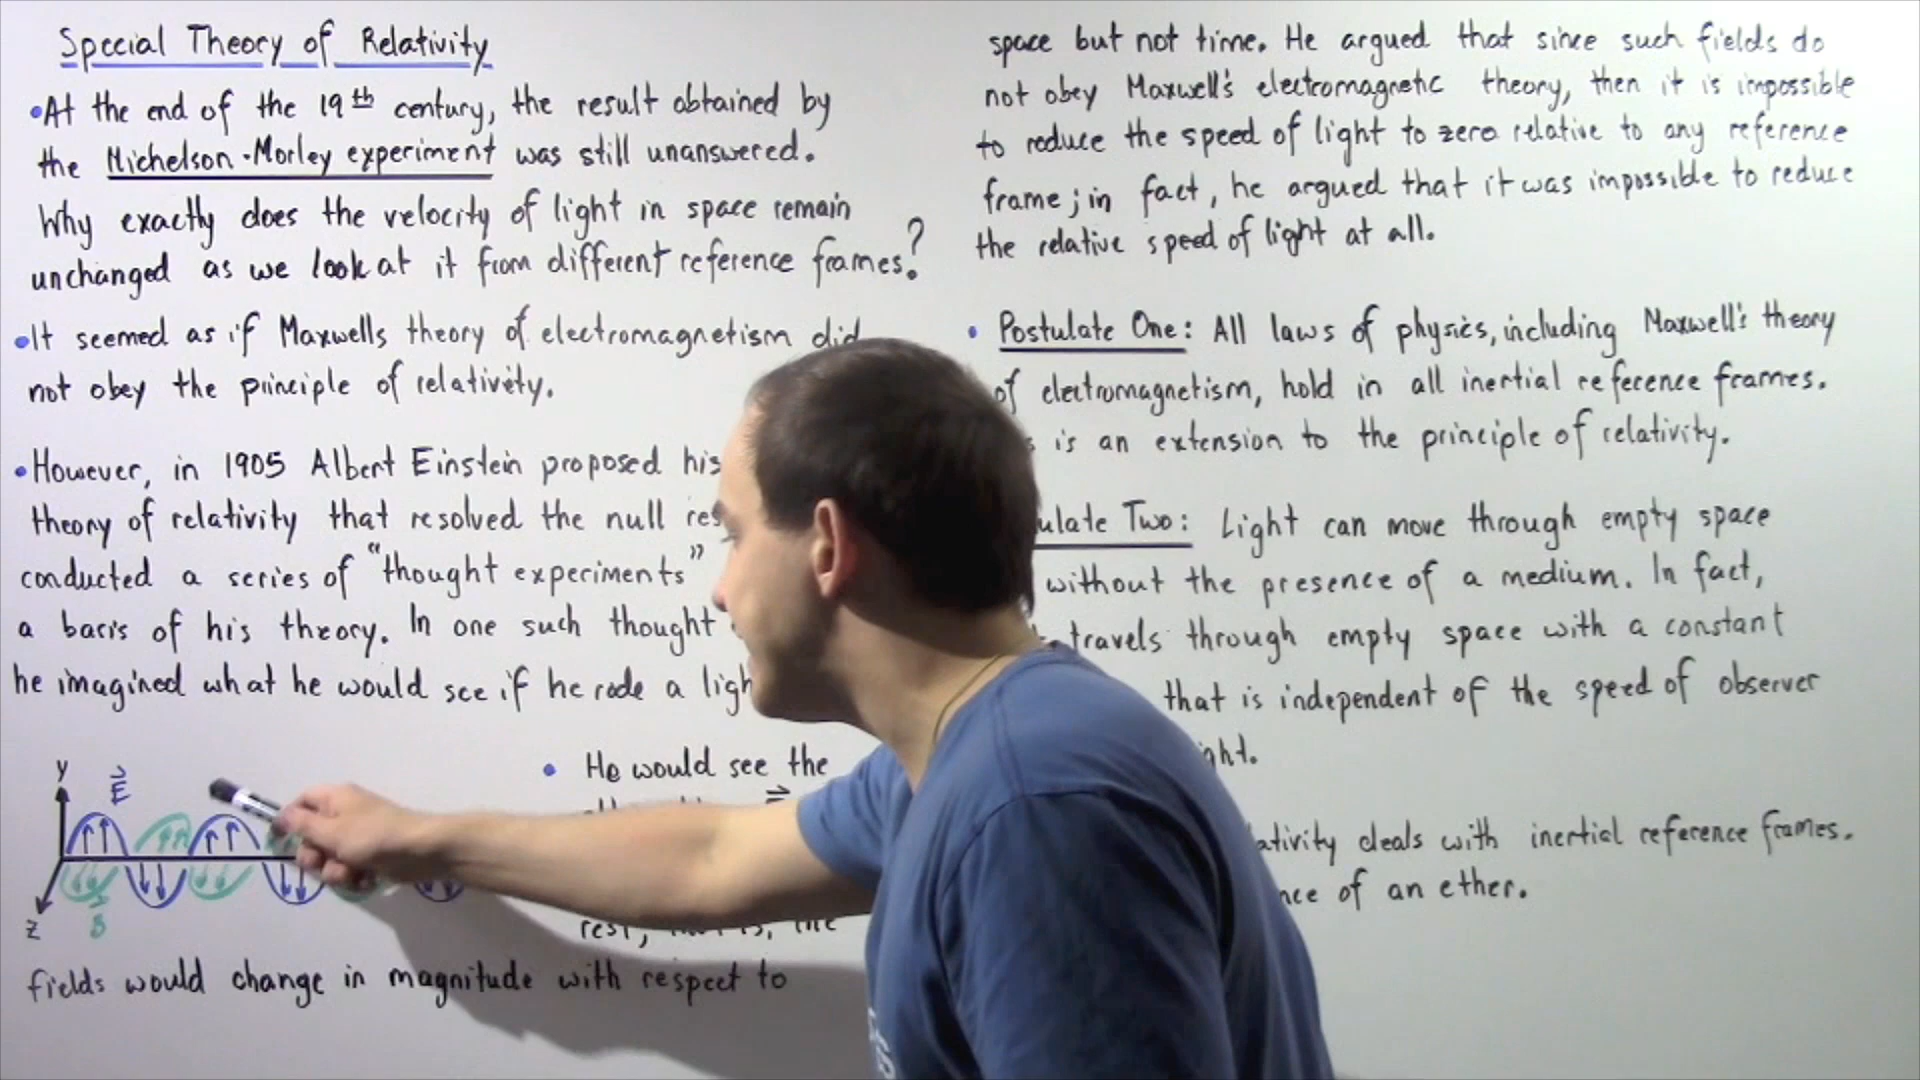 Special Theory of Relativity
•At the end of the 19th century, the result obtained by
the Michelson-Morley experiment was still unanswered.
Why exactly does the velocity of light in space remain
unchanged as we look at it from different reference frames?
•It seemed as if Maxwells theory of electromagnetism did
not obey the principle of relativity.
•However, in 1905 Albert Einstein proposed his
theory of relativity that resolved the null
conducted a series of "thought experiments"
a basis of his theory. In one such thought
he imagined what he would see if he rode a
y
E
z
B
• He would see the
E
rest,
fields would change in magnitude with respect to
space but not time. He argued that since such fields do
not obey Maxwell's electromagnetic theory, then it is impossible
to reduce the speed of light to zero relative to any reference
frame; in fact, he argued that it was impossible to reduce
the relative speed of light at all.
• Postulate One: All laws of physics, including Maxwell's theory
of electromagnetism, hold in all inertial reference frames.
is an extension to the principle of relativity.
Two: Light can move through empty space
without the presence of a medium. In fact,
travels through empty space with a constant
that is independent of the speed of observer
deals with inertial reference frames.
of an ether.